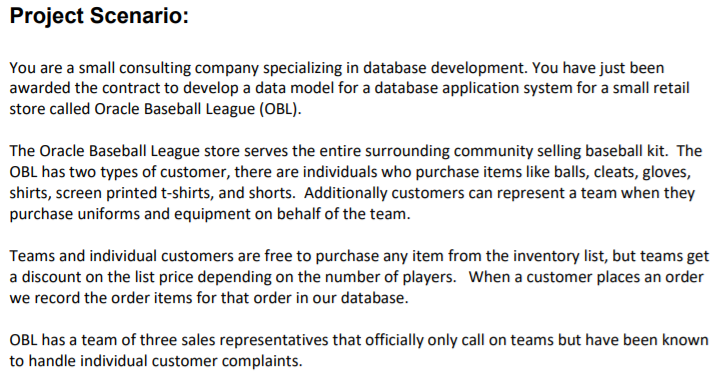 Project Scenario:
You are a small consulting company specializing in database development. You have just been
awarded the contract to develop a data model for a database application system for a small retail
store called Oracle Baseball League (OBL).
The Oracle Baseball League store serves the entire surrounding community selling baseball kit.  The
OBL has two types of customer, there are individuals who purchase items like balls, cleats, gloves,
shirts, screen printed t-shirts, and shorts.  Additionally customers can represent a team when they
purchase uniforms and equipment on behalf of the team.
Teams and individual customers are free to purchase any item from the inventory list, but teams get
a discount on the list price depending on the number of players.   When a customer places an order
we record the order items for that order in our database.
OBL has a team of three sales representatives that officially only call on teams but have been known
to handle individual customer complaints.